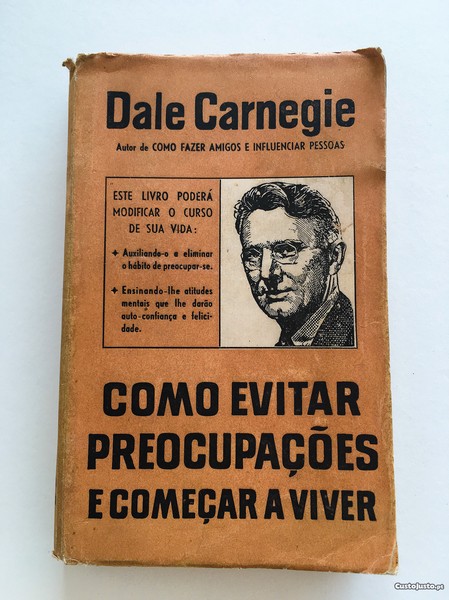 Dale Carnegie
Autor de COMO FAZER AMIGOS E INFLUENCIAR PESSOAS
ESTE LIVRO PODERÁ
MODIFICAR O CURSO
DE SUA VIDA:
+ Auxiliando-o a eliminar
o hábito de preocupar-se.
+ Ensinando-lhe atitudes
mentais que lhe darão
auto-confiança e felici-
dade.
COMO EVITAR
PREOCUPAÇÕES
E COMEÇAR A VIVER
CustoJusto.pt